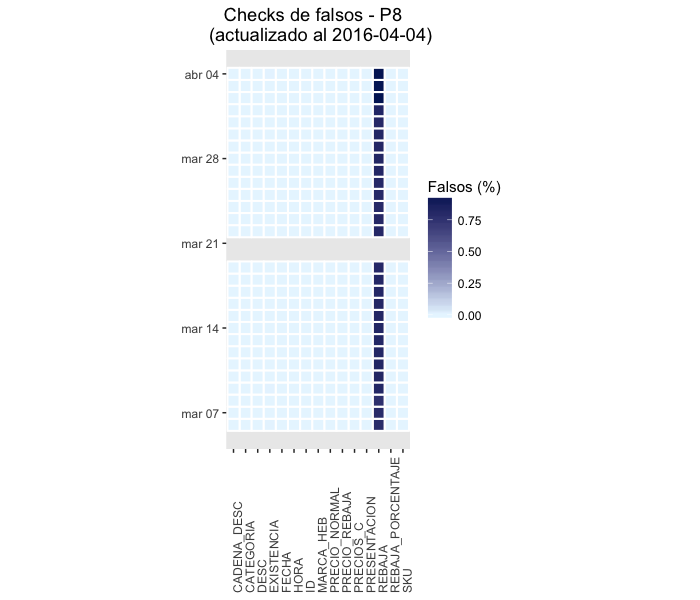 Checks de falsos - P8
(actualizado al 2016-04-04)
abr 04
mar 28
mar 21
mar 14
mar 07
Falsos (%)
0.75
0.50
0.25
0.00
CADENA_DESC
CATEGORIA
DESC
EXISTENCIA
FECHA
HORA
ID
MARCA_HEB
PRECIO_NORMAL
PRECIO_REBAJA
PRECIOS_C
PRESENTACION
REBAJA
REBAJA_PORCENTAJE
SKU